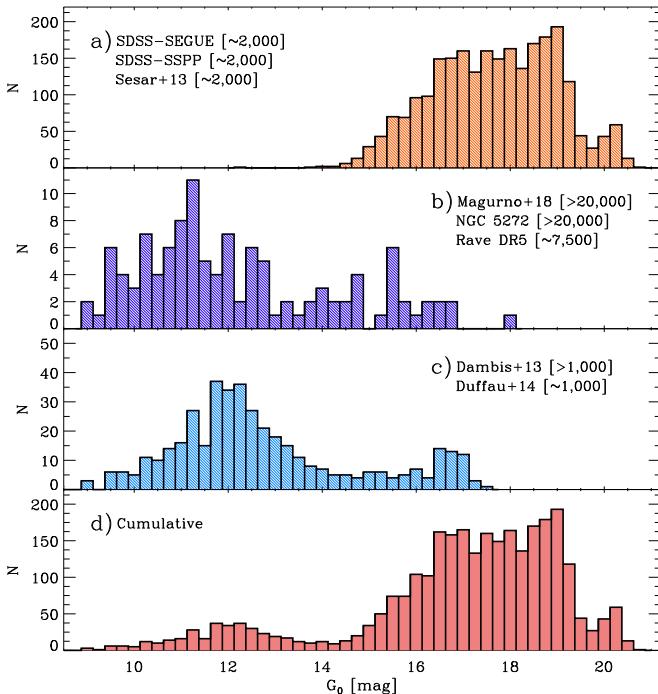 200
150
100
50
0
N
a) SDSS-SEGUE [~2,000]
SDSS-SSPP [~2,000]
Sesar+13 [~2,000]
10
8
6
4
2
0
N
b) Magurno+18 [>20,000]
NGC 5272 [>20,000]
Rave DR5 [~7,500]
50
40
30
20
10
0
N
c) Dambis+13 [>1,000]
Duffau+14 [~1,000]
200
150
100
50
0
N
d) Cumulative
10 12 14 16 18 20
G₀ [mag]